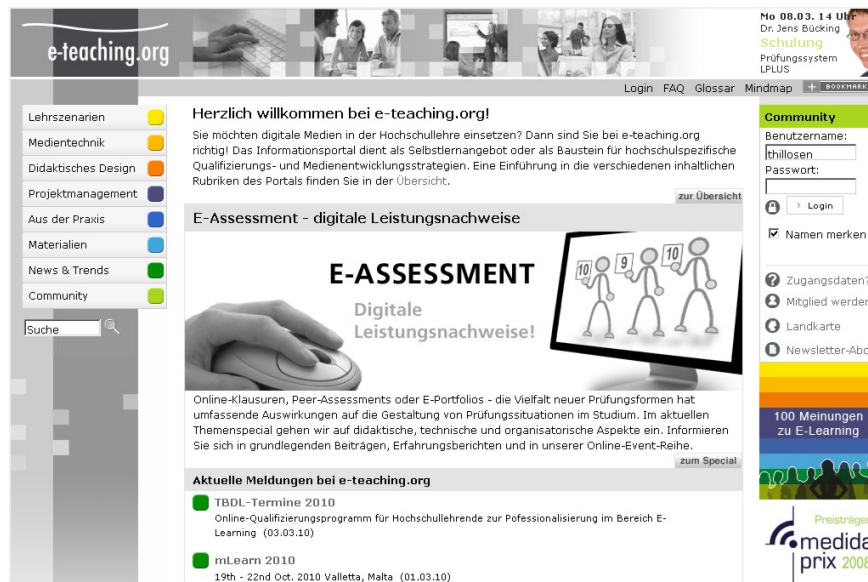 e-teaching.org
Mo 08.03. 14 Uhr
Dr. Jens Bücking
Schulung
Prüfungssystem
LPLUS
Login FAQ Glossar Mindmap + BOOKMARK
Lehrszenarien
Medientechnik
Didaktisches Design
Projektmanagement
Aus der Praxis
Materialien
News & Trends
Community
Suche
Herzlich willkommen bei e-teaching.org!
Sie möchten digitale Medien in der Hochschullehre einsetzen? Dann sind Sie bei e-teaching.org
richtig! Das Informationsportal dient als Selbstlernangebot oder als Baustein für hochschulspezifische
Qualifizierungs- und Medienentwicklungsstrategien. Eine Einführung in die verschiedenen inhaltlichen
Rubriken des Portals finden Sie in der Übersicht.
zur Übersicht
E-Assessment - digitale Leistungsnachweise
E-ASSESSMENT
Digitale
Leistungsnachweise!
10 9 10
Online-Klausuren, Peer-Assessments oder E-Portfolios - die Vielfalt neuer Prüfungsformen hat
umfassende Auswirkungen auf die Gestaltung von Prüfungssituationen im Studium. Im aktuellen
Themenspecial gehen wir auf didaktische, technische und organisatorische Aspekte ein. Informieren
Sie sich in grundlegenden Beiträgen, Erfahrungsberichten und in unserer Online-Event-Reihe.
zum Special
Aktuelle Meldungen bei e-teaching.org
TBDL-Termine 2010
Online-Qualifizierungsprogramm für Hochschullehrende zur Pofessionalisierung im Bereich E-
Learning (03.03.10)
mLearn 2010
19th - 22nd Oct. 2010 Valletta, Malta (01.03.10)
Community
Benutzername:
thillosen
Passwort:
› Login
Namen merken
Zugangsdaten?
Mitglied werden
Landkarte
Newsletter-Abo
100 Meinungen
zu E-Learning
Preisträger
medida
prix 2008